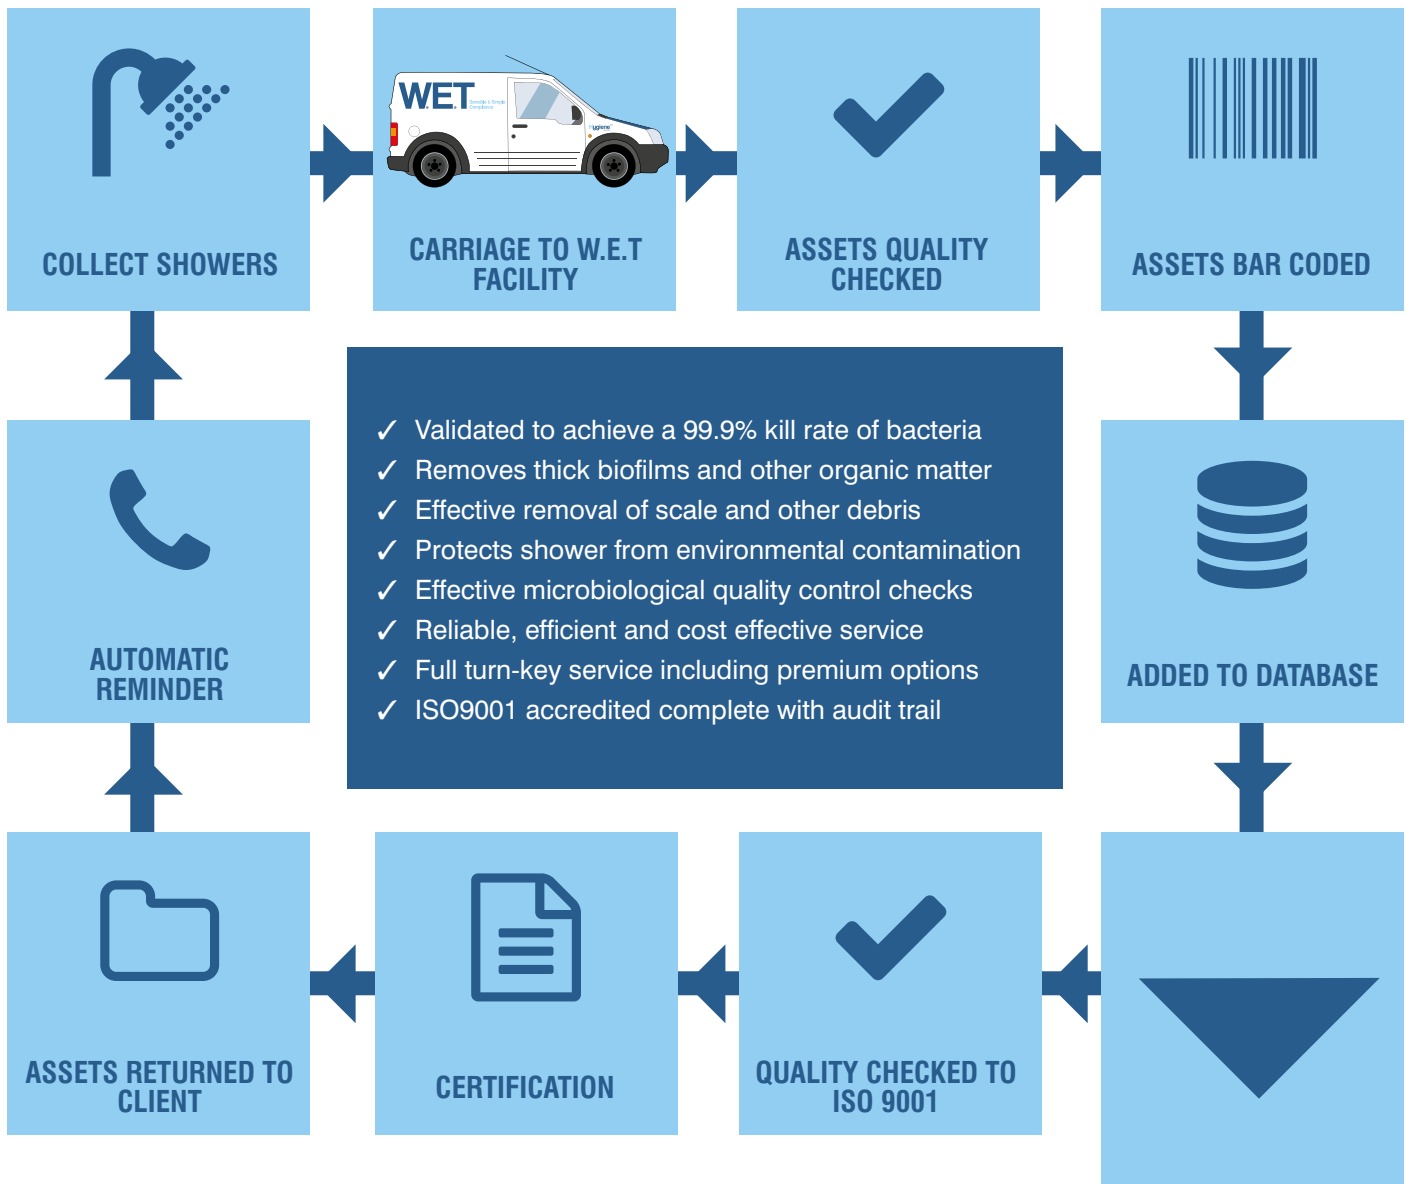 W.E.T
COLLECT SHOWERS
CARRIAGE TO W.E.T
FACILITY
ASSETS QUALITY
CHECKED
ASSETS BAR CODED
✓ Validated to achieve a 99.9% kill rate of bacteria
✓ Removes thick biofilms and other organic matter
✓ Effective removal of scale and other debris
✓ Protects shower from environmental contamination
✓ Effective microbiological quality control checks
✓ Reliable, efficient and cost effective service
✓ Full turn-key service including premium options
✓ ISO9001 accredited complete with audit trail
AUTOMATIC
REMINDER
ADDED TO DATABASE
ASSETS RETURNED TO
CLIENT
CERTIFICATION
QUALITY CHECKED TO
ISO 9001